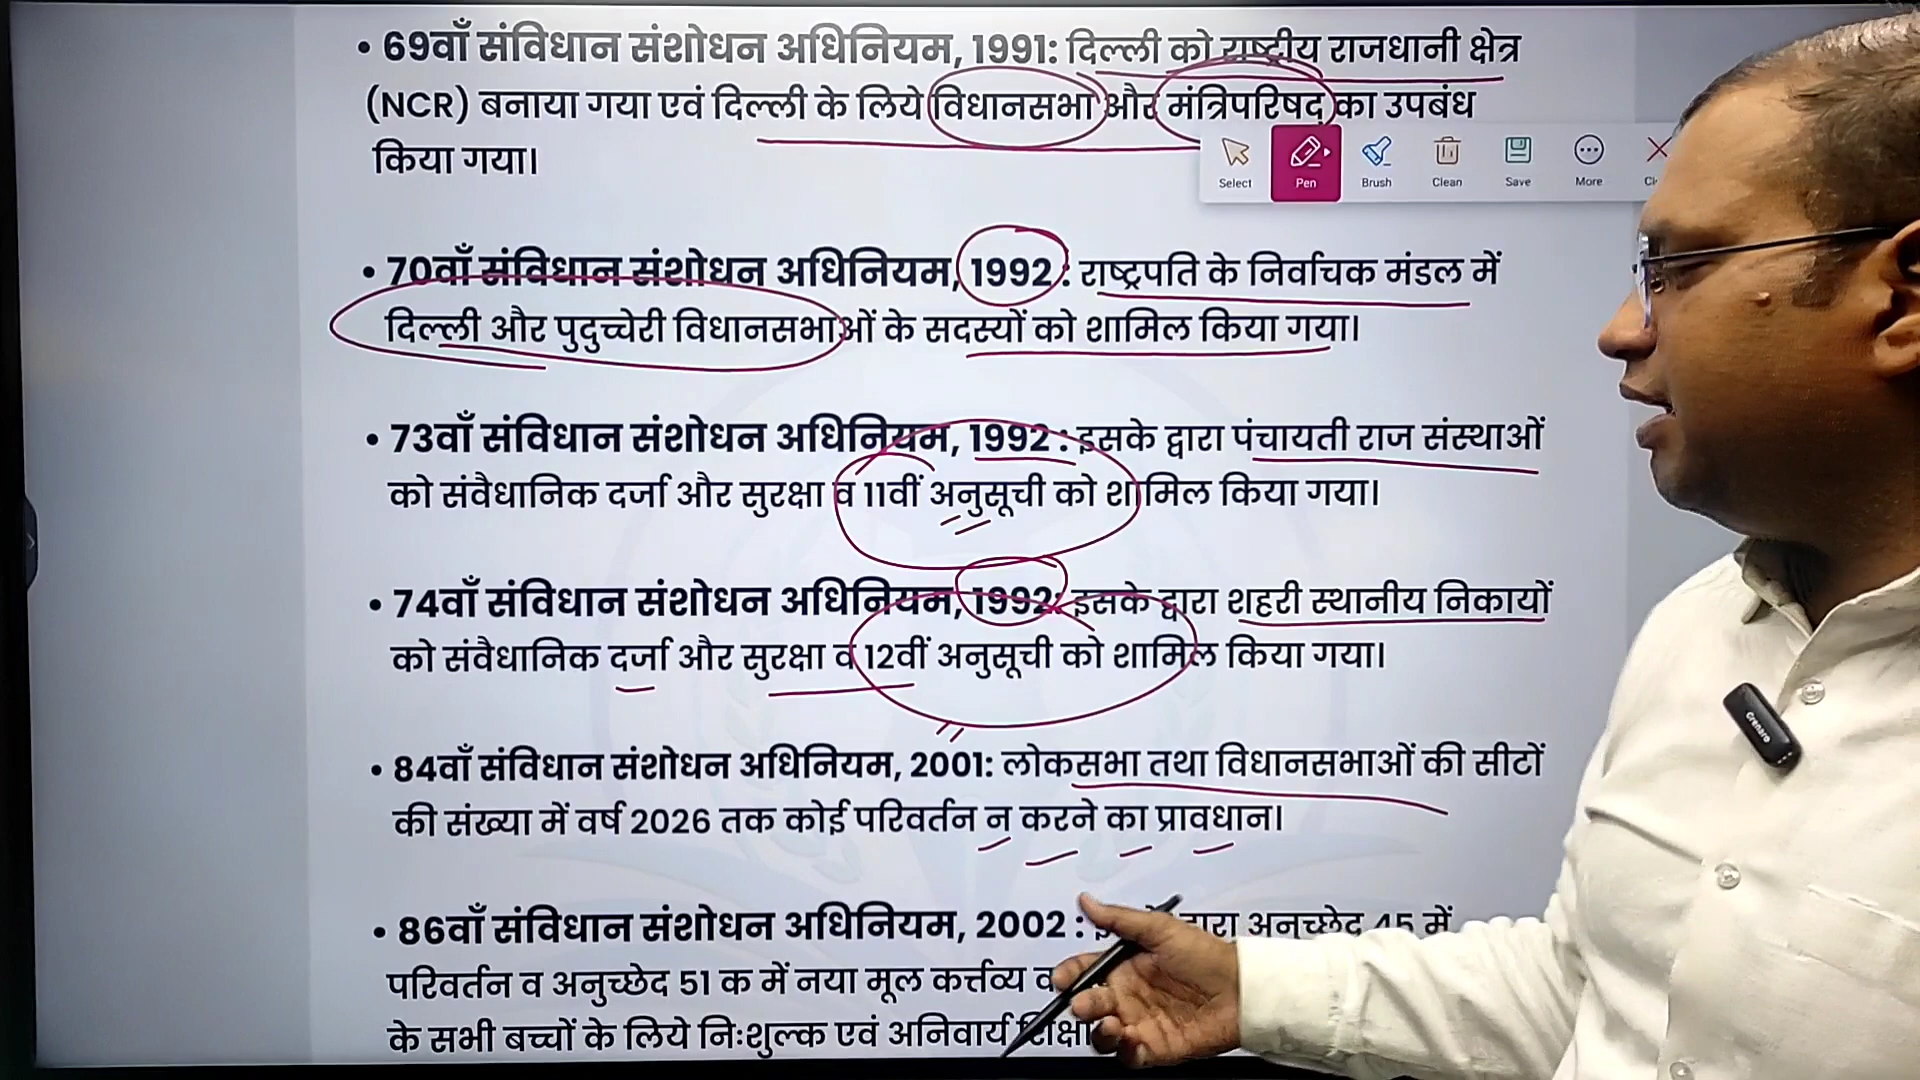 • 69वाँ संविधान संशोधन अधिनियम, 1991: दिल्ली को राष्ट्रीय राजधानी क्षेत्र
(NCR) बनाया गया एवं दिल्ली के लिये विधानसभा और मंत्रिपरिषद् का उपबंध
किया गया।
Select Pen Brush Clean Save More
• 70वाँ संविधान संशोधन अधिनियम, 1992: राष्ट्रपति के निर्वाचक मंडल में
दिल्ली और पुदुच्चेरी विधानसभाओं के सदस्यों को शामिल किया गया।
• 73वाँ संविधान संशोधन अधिनियम, 1992: इसके द्वारा पंचायती राज संस्थाओं
को संवैधानिक दर्जा और सुरक्षा व 11वीं अनुसूची को शामिल किया गया।
• 74वाँ संविधान संशोधन अधिनियम, 1992: इसके द्वारा शहरी स्थानीय निकायों
को संवैधानिक दर्जा और सुरक्षा व 12वीं अनुसूची को शामिल किया गया।
• 84वाँ संविधान संशोधन अधिनियम, 2001: लोकसभा तथा विधानसभाओं की सीटों
की संख्या में वर्ष 2026 तक कोई परिवर्तन न करने का प्रावधान।
• 86वाँ संविधान संशोधन अधिनियम, 2002: अनुच्छेद 45 में
परिवर्तन व अनुच्छेद 51 क में नया मूल कर्त्तव्य
के सभी बच्चों के लिये निःशुल्क एवं अनिवार्य शिक्षा
Grenaro